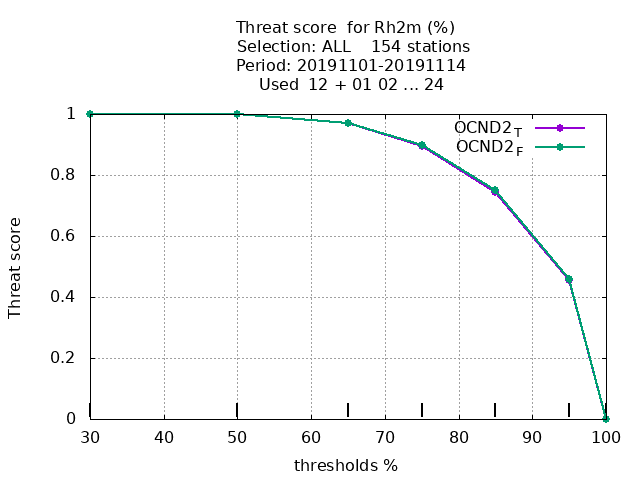 Threat score  for Rh2m (%)
Selection: ALL    154 stations
Period: 20191101-20191114
Used  12 + 01 02 ... 24
1
0.8
0.6
0.4
0.2
0
Threat score
OCND2T
OCND2F
30 40 50 60 70 80 90 100
thresholds %